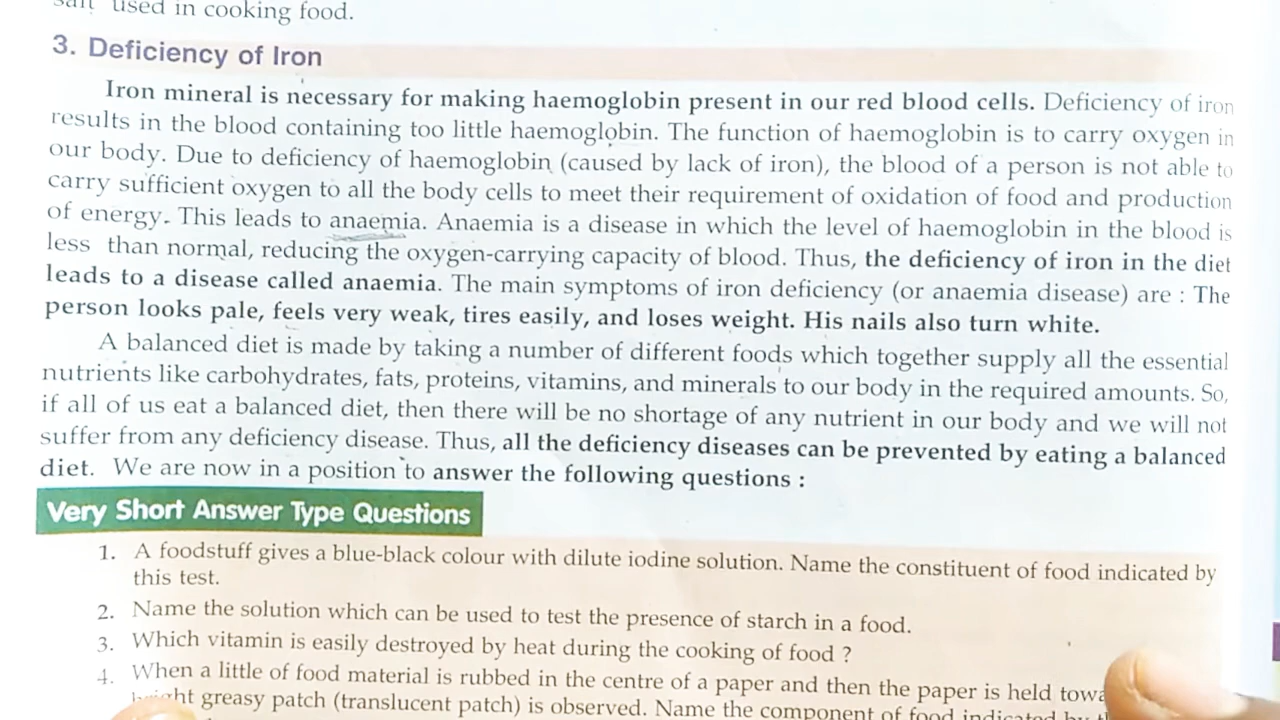 salt used in cooking food.
3. Deficiency of Iron
Iron mineral is necessary for making haemoglobin present in our red blood cells. Deficiency of iron
results in the blood containing too little haemoglobin. The function of haemoglobin is to carry oxygen in
our body. Due to deficiency of haemoglobin (caused by lack of iron), the blood of a person is not able to
carry sufficient oxygen to all the body cells to meet their requirement of oxidation of food and production
of energy. This leads to anaemia. Anaemia is a disease in which the level of haemoglobin in the blood is
less than normal, reducing the oxygen-carrying capacity of blood. Thus, the deficiency of iron in the diet
leads to a disease called anaemia. The main symptoms of iron deficiency (or anaemia disease) are : The
person looks pale, feels very weak, tires easily, and loses weight. His nails also turn white.
A balanced diet is made by taking a number of different foods which together supply all the essential
nutrients like carbohydrates, fats, proteins, vitamins, and minerals to our body in the required amounts. So,
if all of us eat a balanced diet, then there will be no shortage of any nutrient in our body and we will not
suffer from any deficiency disease. Thus, all the deficiency diseases can be prevented by eating a balanced
diet. We are now in a position to answer the following questions :
Very Short Answer Type Questions
1. A foodstuff gives a blue-black colour with dilute iodine solution. Name the constituent of food indicated by
this test.
2. Name the solution which can be used to test the presence of starch in a food.
3. Which vitamin is easily destroyed by heat during the cooking of food ?
4. When a little of food material is rubbed in the centre of a paper and then the paper is held
greasy patch (translucent patch) is observed. Name the component of food indicated by